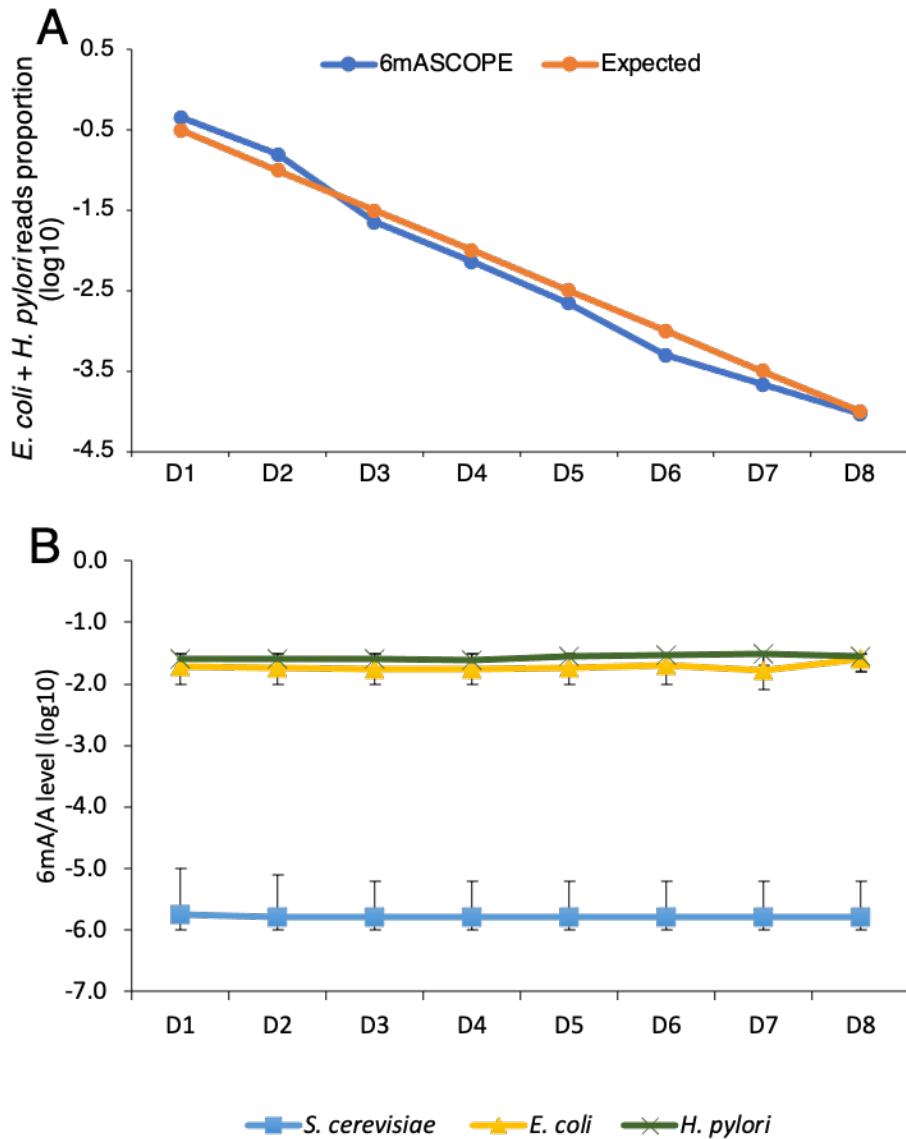 A
6mASCOPE Expected
E. coli + H. pylori reads proportion
(log10)
0.5
-0.5
-1.5
-2.5
-3.5
-4.5
D1 D2 D3 D4 D5 D6 D7 D8
B
6mA/A level (log10)
0.0
-1.0
-2.0
-3.0
-4.0
-5.0
-6.0
-7.0
D1 D2 D3 D4 D5 D6 D7 D8
S. cerevisiae E. coli H. pylori